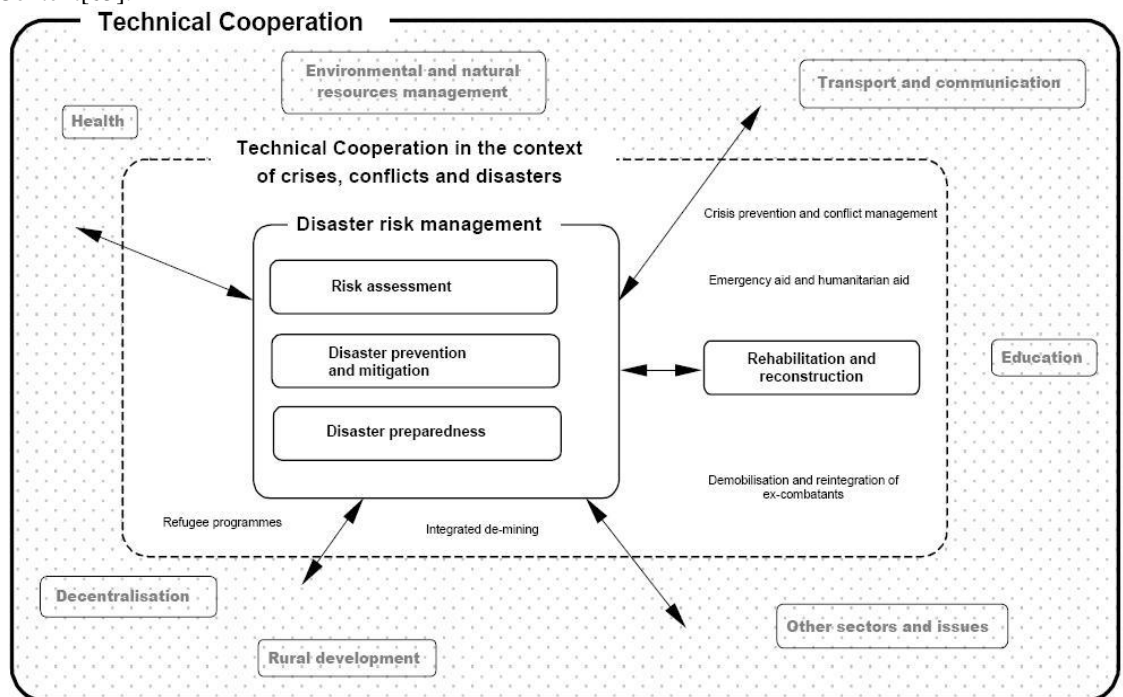 Technical Cooperation
Environmental and natural
resources management
Transport and communication
Health
Technical Cooperation in the context
of crises, conflicts and disasters
Disaster risk management
Crisis prevention and conflict management
Risk assessment
Emergency aid and humanitarian aid
Disaster prevention
and mitigation
Rehabilitation and
reconstruction
Education
Disaster preparedness
Demobilisation and reintegration of
ex-combatants
Refugee programmes
Integrated de-mining
Decentralisation
Other sectors and issues
Rural development